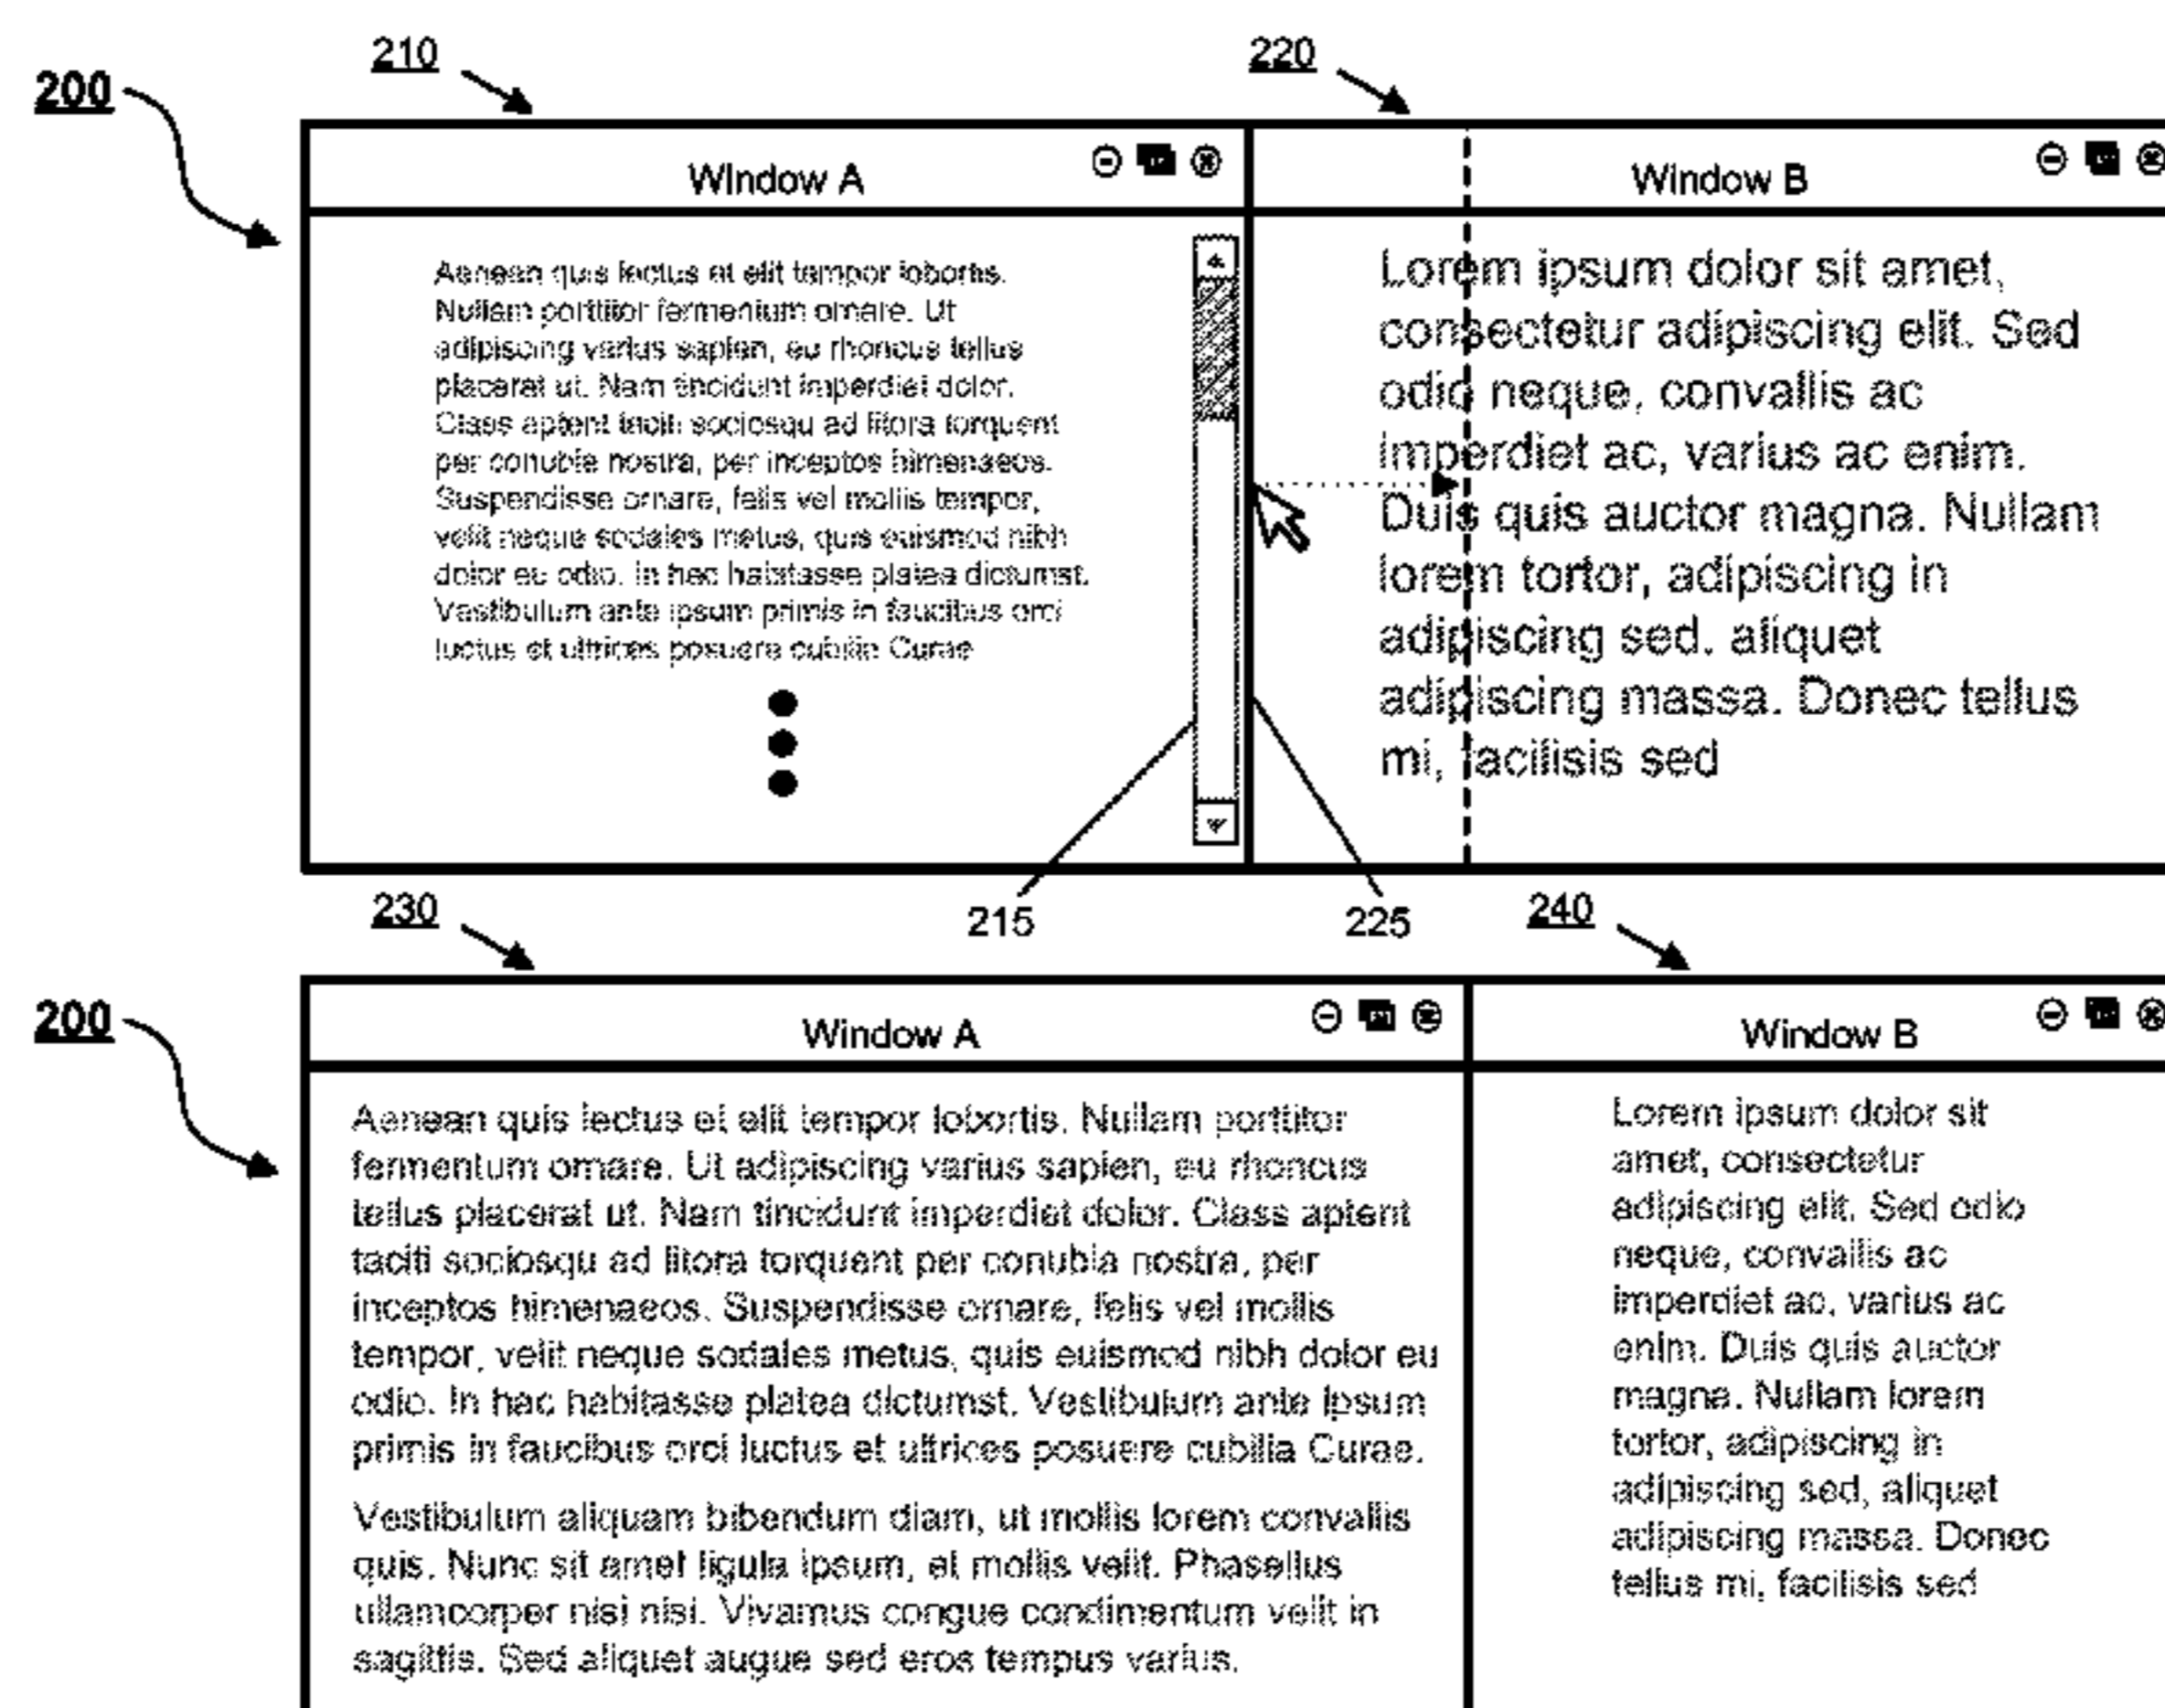 210
220
200
Window A
Window B
Aenean quis lectus et elit tempor lobortis.
Nullam porttitor fermentum ornare. Ut
adipiscing varius sapien, eu rhoncus tellus
placerat ut. Nam tincidunt imperdiet dolor.
Class aptent taciti sociosqu ad litora torquent
per conubia nostra, per inceptos himenaeos.
Suspendisse ornare, felis vel mollis tempor,
velit neque sodales metus, quis euismod nibh
dolor eu odio. In hac habitasse platea dictumst.
Vestibulum ante ipsum primis in faucibus orci
luctus et ultrices posuere cubilia Curae
Lorem ipsum dolor sit amet,
consectetur adipiscing elit. Sed
odio neque, convallis ac
imperdiet ac, varius ac enim.
Duis quis auctor magna. Nullam
lorem tortor, adipiscing in
adipiscing sed, aliquet
adipiscing massa. Donec tellus
mi, facilisis sed
230
215
225
240
200
Window A
Window B
Aenean quis lectus et elit tempor lobortis. Nullam porttitor
fermentum ornare. Ut adipiscing varius sapien, eu rhoncus
tellus placerat ut. Nam tincidunt imperdiet dolor. Class aptent
taciti sociosqu ad litora torquent per conubia nostra, per
inceptos himenaeos. Suspendisse ornare, felis vel mollis
tempor, velit neque sodales metus, quis euismod nibh dolor eu
odio. In hac habitasse platea dictumst. Vestibulum ante ipsum
primis in faucibus orci luctus et ultrices posuere cubilia Curae.
Vestibulum aliquam bibendum diam, ut mollis lorem convallis
quis. Nunc sit amet ligula ipsum, et mollis velit. Phasellus
ullamcorper nisi nisi. Vivamus congue condimentum velit in
sagittis. Sed aliquet augue sed eros tempus varius.
Lorem ipsum dolor sit
amet, consectetur
adipiscing elit. Sed odio
neque, convallis ac
imperdiet ac, varius ac
enim. Duis quis auctor
magna. Nullam lorem
tortor, adipiscing in
adipiscing sed, aliquet
adipiscing massa. Donec
tellus mi, facilisis sed